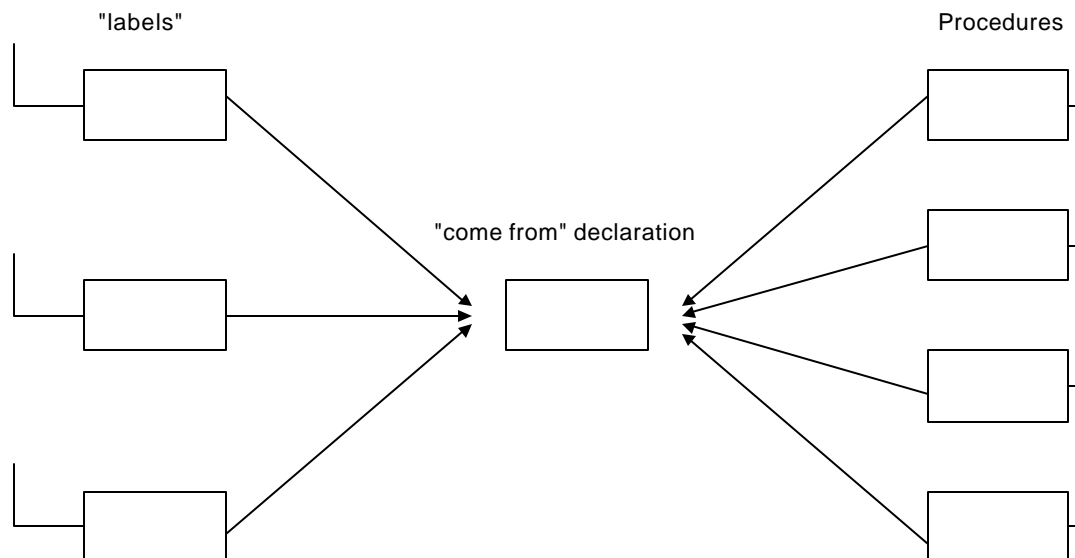 "labels"
Procedures
"come from" declaration